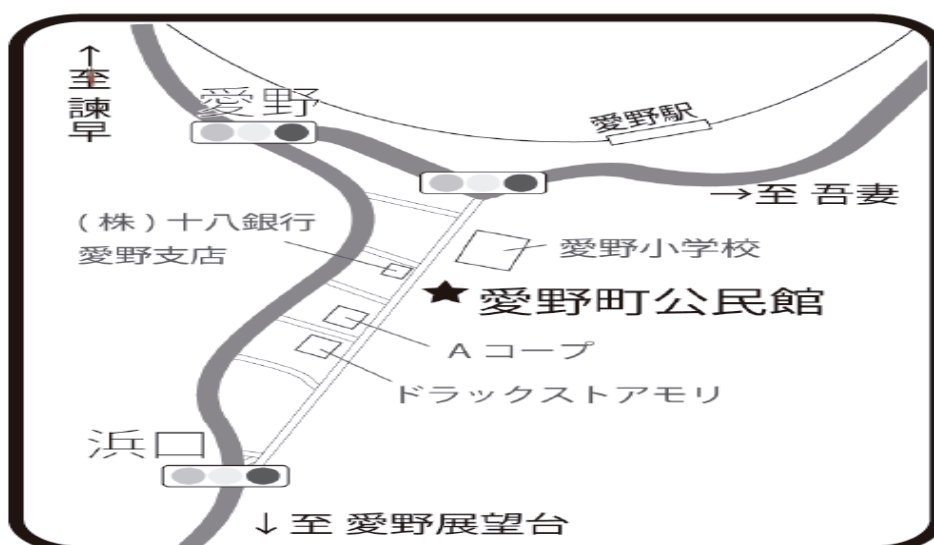 ↑至諫早
愛野
愛野駅
→至 吾妻
(株)十八銀行
愛野支店
愛野小学校
★愛野町公民館
A コープ
ドラックストアモリ
浜口
↓至 愛野展望台